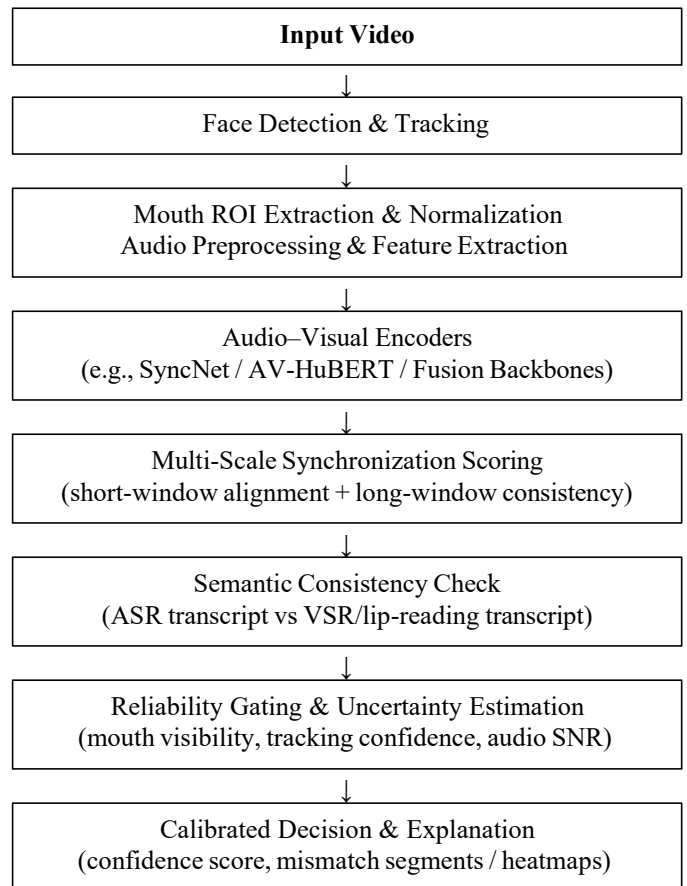 Input Video
↓
Face Detection & Tracking
↓
Mouth ROI Extraction & Normalization
Audio Preprocessing & Feature Extraction
↓
Audio–Visual Encoders
(e.g., SyncNet / AV-HuBERT / Fusion Backbones)
↓
Multi-Scale Synchronization Scoring
(short-window alignment + long-window consistency)
↓
Semantic Consistency Check
(ASR transcript vs VSR/lip-reading transcript)
↓
Reliability Gating & Uncertainty Estimation
(mouth visibility, tracking confidence, audio SNR)
↓
Calibrated Decision & Explanation
(confidence score, mismatch segments / heatmaps)